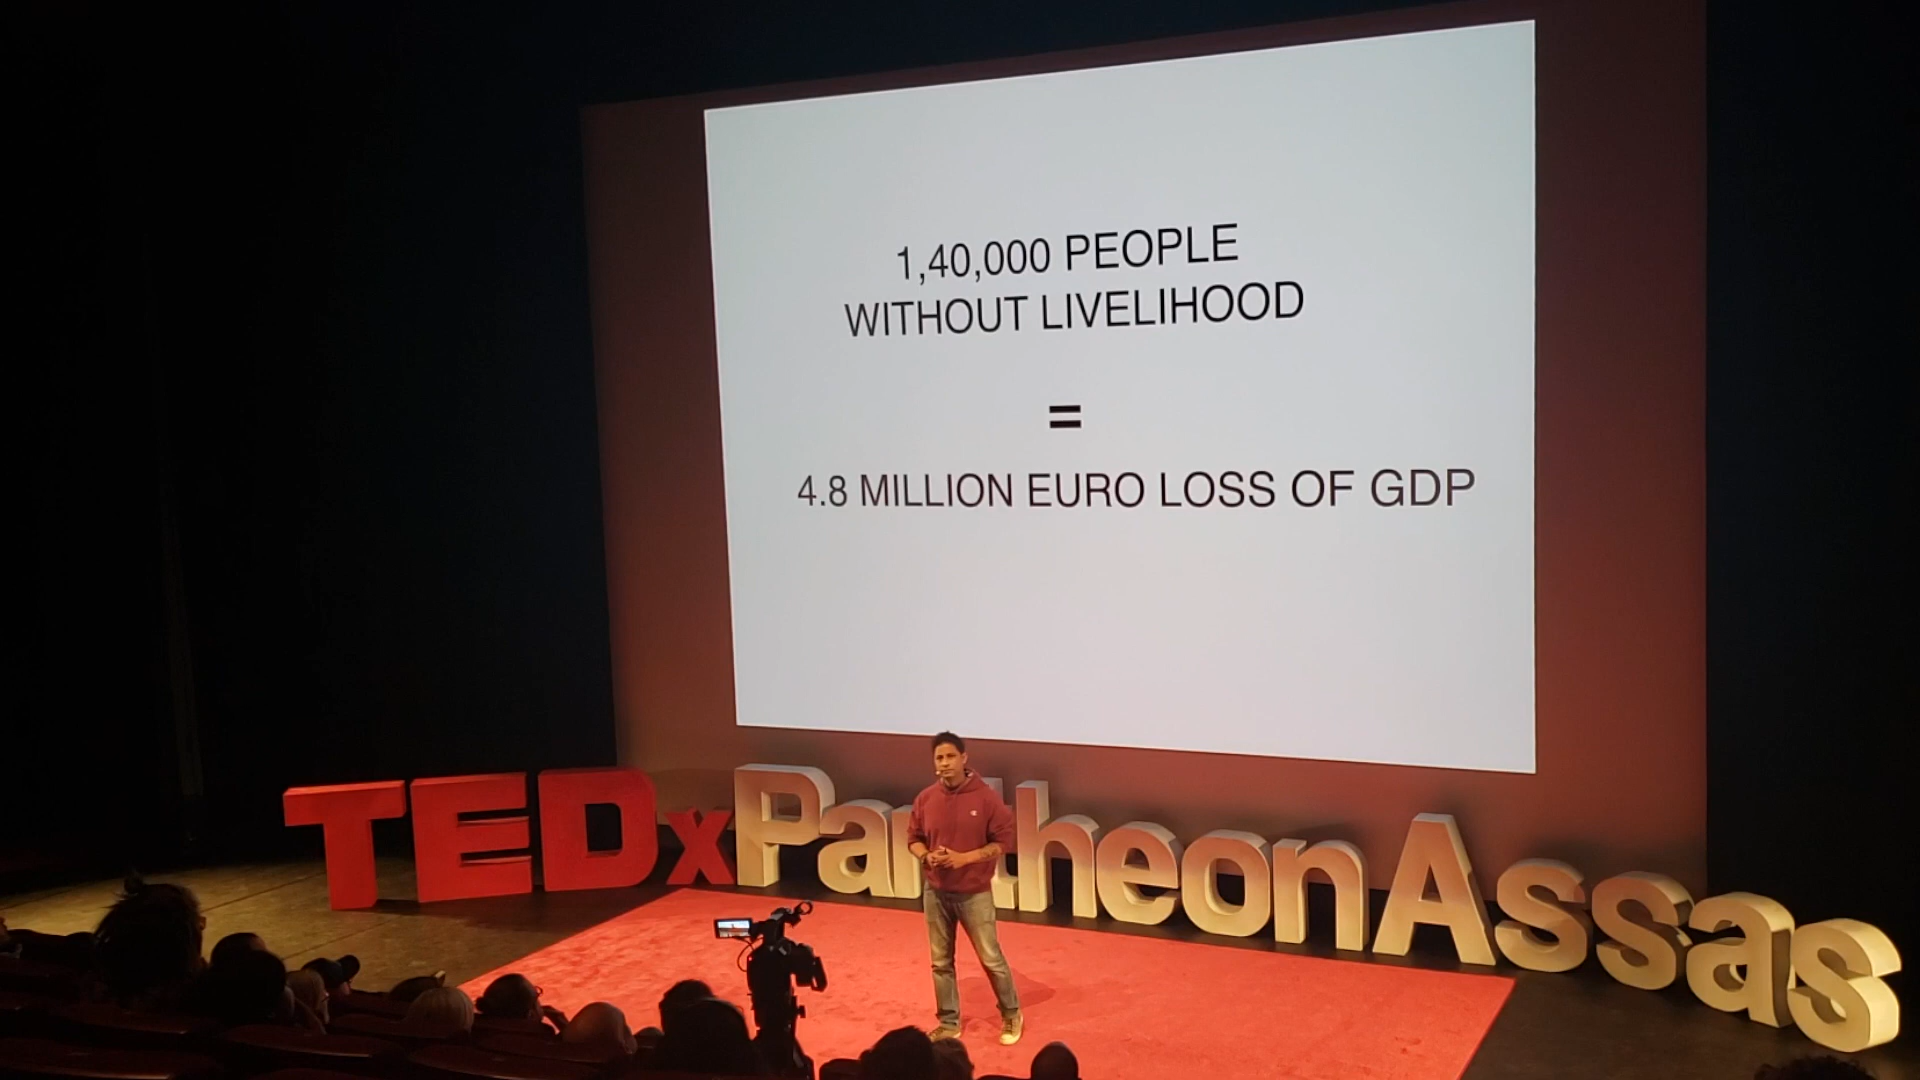 1,40,000 PEOPLE
WITHOUT LIVELIHOOD
=
4.8 MILLION EURO LOSS OF GDP
TEDxPantheonAssas